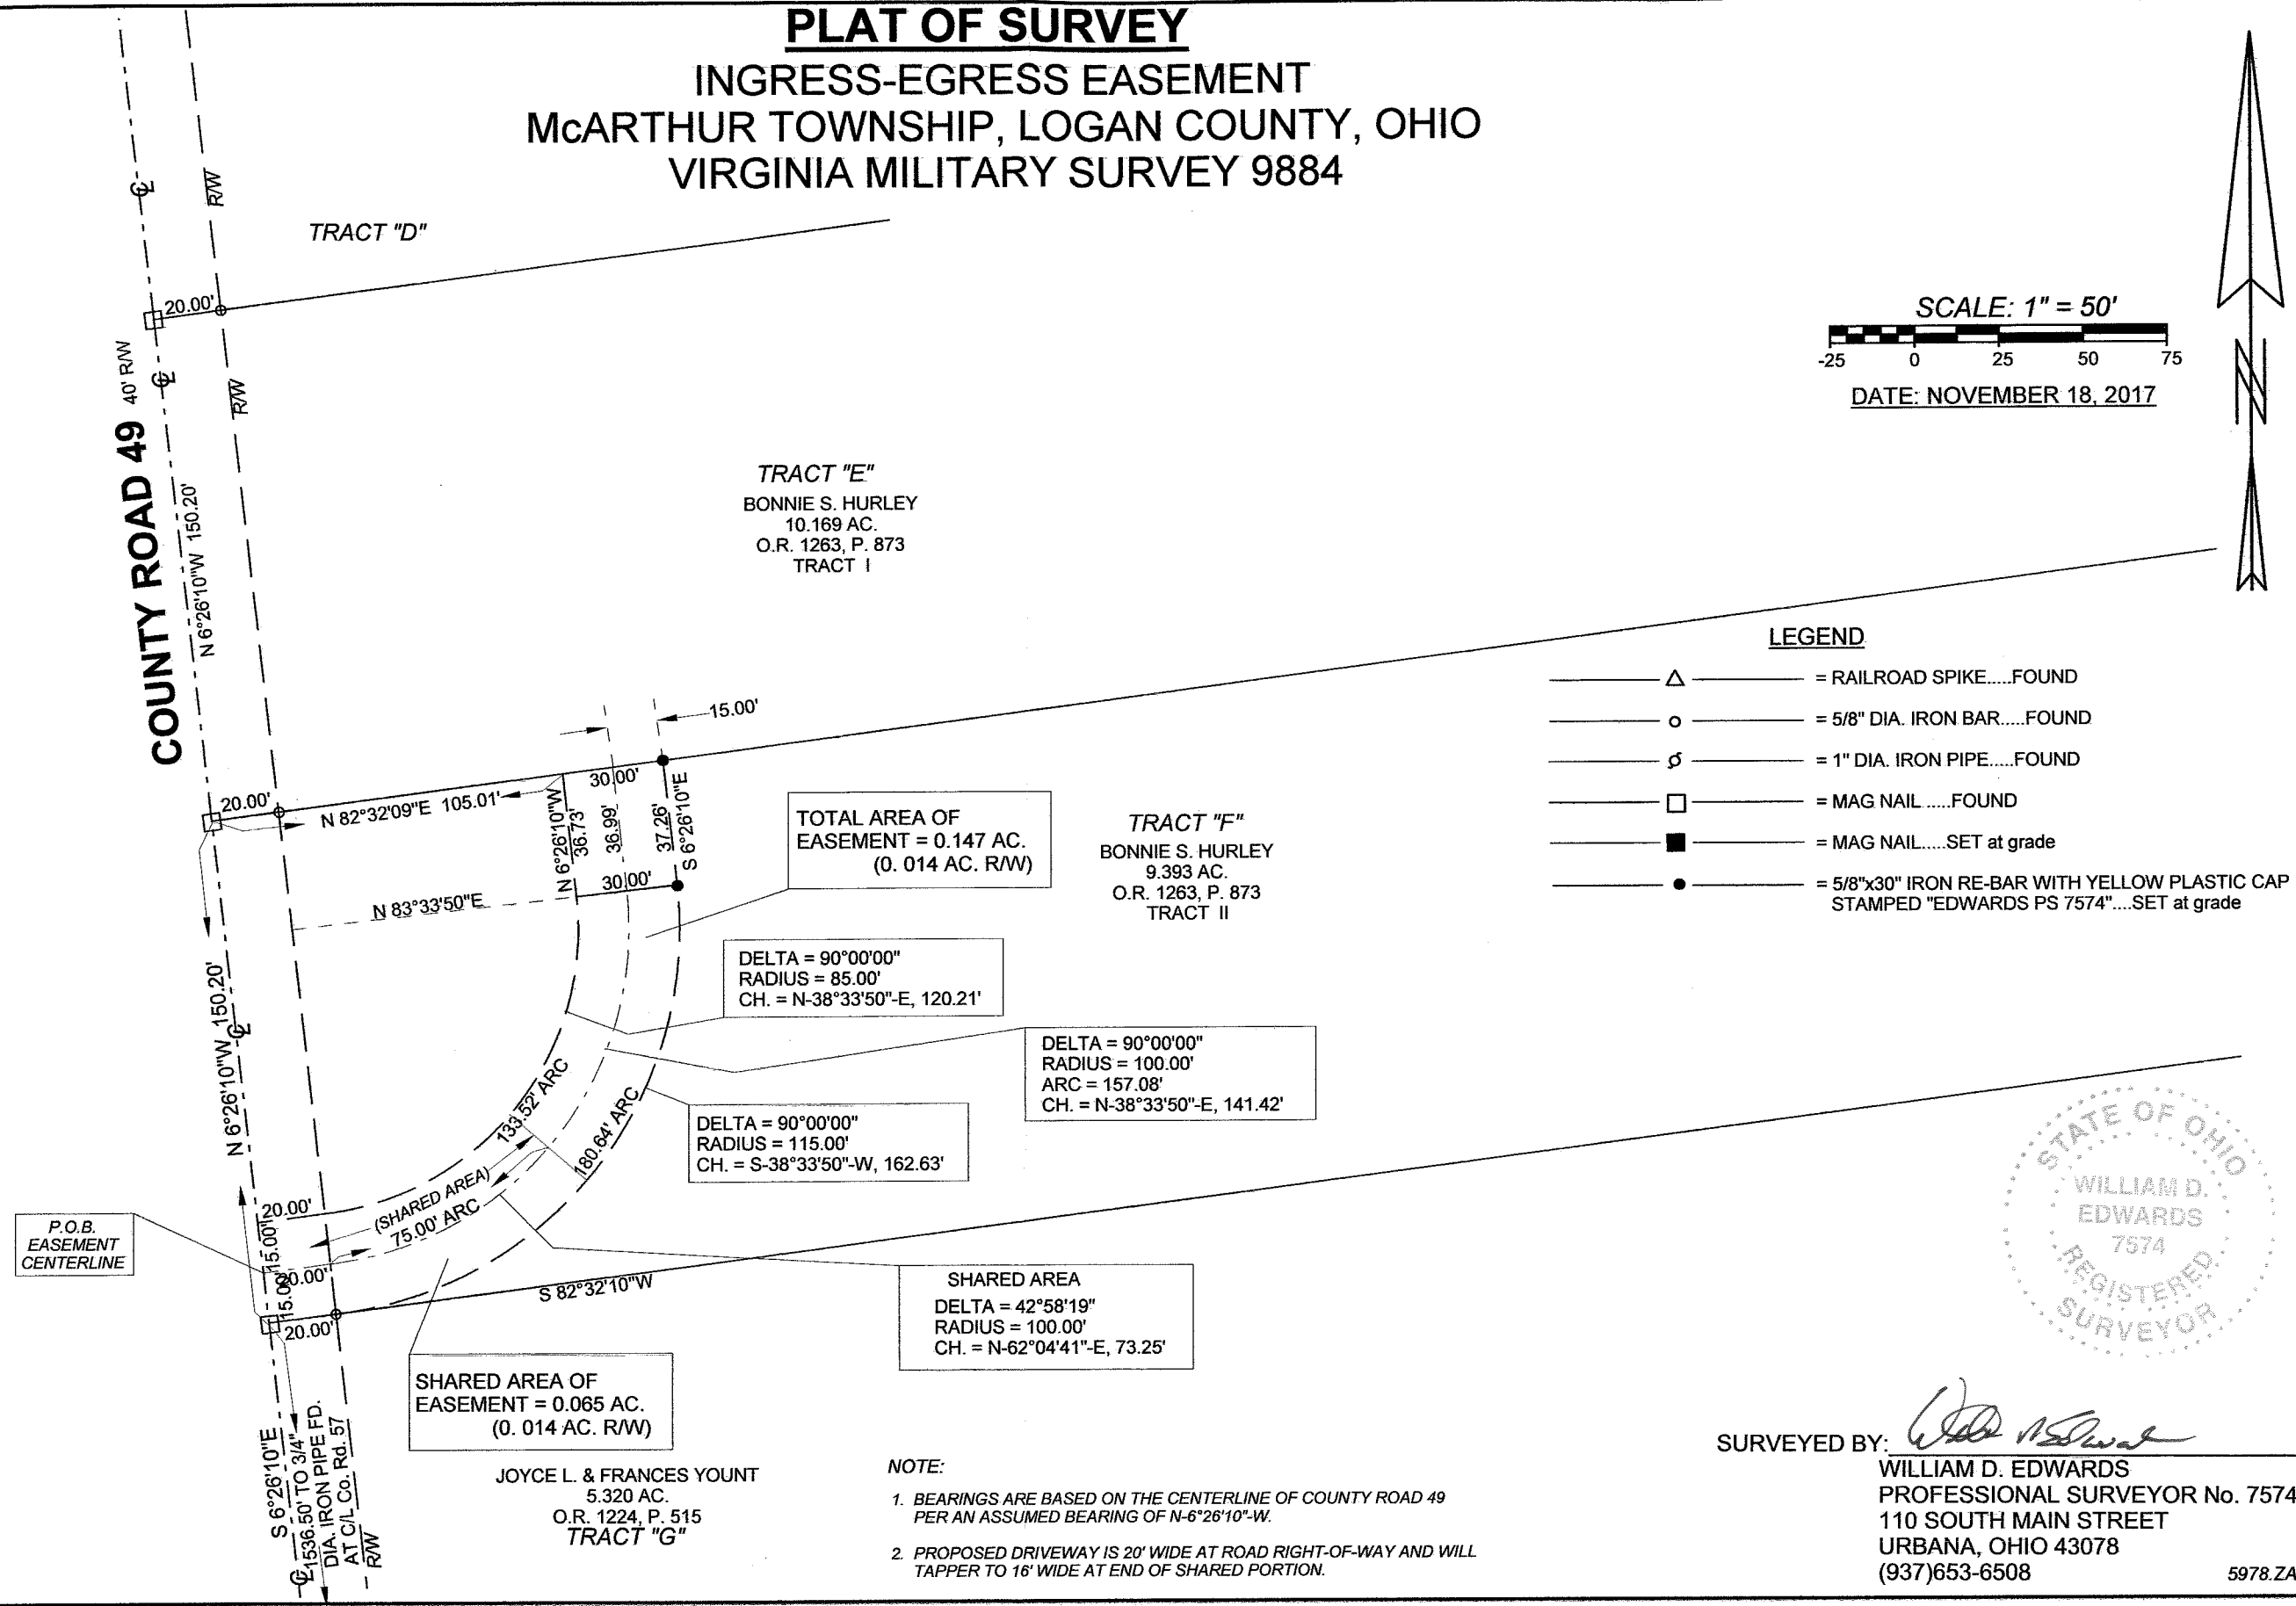 PLAT OF SURVEY
INGRESS-EGRESS EASEMENT
McARTHUR TOWNSHIP, LOGAN COUNTY, OHIO
VIRGINIA MILITARY SURVEY 9884
R/W
TRACT "D"
20.00'
SCALE: 1" = 50'
-25 0 25 50 75
DATE: NOVEMBER 18, 2017
N
COUNTY ROAD 49 40' R/W
R/W
N 6°26'10"W 150.20'
TRACT "E"
BONNIE S. HURLEY
10.169 AC.
O.R. 1263, P. 873
TRACT I
LEGEND
= RAILROAD SPIKE.....FOUND
= 5/8" DIA. IRON BAR.....FOUND
= 1" DIA. IRON PIPE.....FOUND
= MAG NAIL.....FOUND
= MAG NAIL.....SET at grade
= 5/8"x30" IRON RE-BAR WITH YELLOW PLASTIC CAP
STAMPED "EDWARDS PS 7574"....SET at grade
15.00'
20.00'
N 82°32'09"E 105.01'
30.00'
N 6°26'10"W
36.73'
36.99'
37.26'
S 6°26'10"E
30.00'
N 83°33'50"E
TOTAL AREA OF
EASEMENT = 0.147 AC.
(0. 014 AC. R/W)
TRACT "F"
BONNIE S. HURLEY
9.393 AC.
O.R. 1263, P. 873
TRACT II
DELTA = 90°00'00"
RADIUS = 85.00'
CH. = N-38°33'50"-E, 120.21'
DELTA = 90°00'00"
RADIUS = 100.00'
ARC = 157.08'
CH. = N-38°33'50"-E, 141.42'
DELTA = 90°00'00"
RADIUS = 115.00'
CH. = S-38°33'50"-W, 162.63'
N 6°26'10"W 150.20'
133.52' ARC
180.64' ARC
(SHARED AREA)
75.00' ARC
P.O.B.
EASEMENT
CENTERLINE
20.00'
15.00'
20.00'
15.00'
20.00'
S 82°32'10"W
SHARED AREA
DELTA = 42°58'19"
RADIUS = 100.00'
CH. = N-62°04'41"-E, 73.25'
SHARED AREA OF
EASEMENT = 0.065 AC.
(0. 014 AC. R/W)
S 6°26'10"E
1536.50' TO 3/4"
DIA. IRON PIPE FD.
AT C/L Co. Rd. 57
R/W
JOYCE L. & FRANCES YOUNT
5.320 AC.
O.R. 1224, P. 515
TRACT "G"
NOTE:
1. BEARINGS ARE BASED ON THE CENTERLINE OF COUNTY ROAD 49
PER AN ASSUMED BEARING OF N-6°26'10"-W.
2. PROPOSED DRIVEWAY IS 20' WIDE AT ROAD RIGHT-OF-WAY AND WILL
TAPPER TO 16' WIDE AT END OF SHARED PORTION.
STATE OF OHIO
WILLIAM D.
EDWARDS
7574
REGISTERED
SURVEYOR
SURVEYED BY:
WILLIAM D. EDWARDS
PROFESSIONAL SURVEYOR No. 7574
110 SOUTH MAIN STREET
URBANA, OHIO 43078
(937)653-6508
5978.ZA